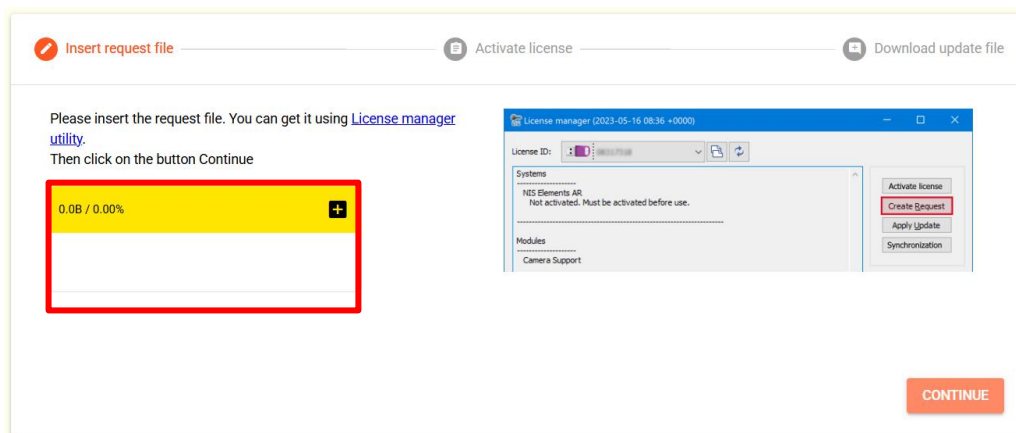 Insert request file
Activate license
Download update file
Please insert the request file. You can get it using License manager
utility.
Then click on the button Continue
0.0B / 0.00%
License manager (2023-05-16 08:36 +0000)
License ID:
Systems
--------------------
NIS Elements AR
Not activated. Must be activated before use.
Modules
--------------------
Camera Support
Activate license
Create Request
Apply Update
Synchronization
CONTINUE